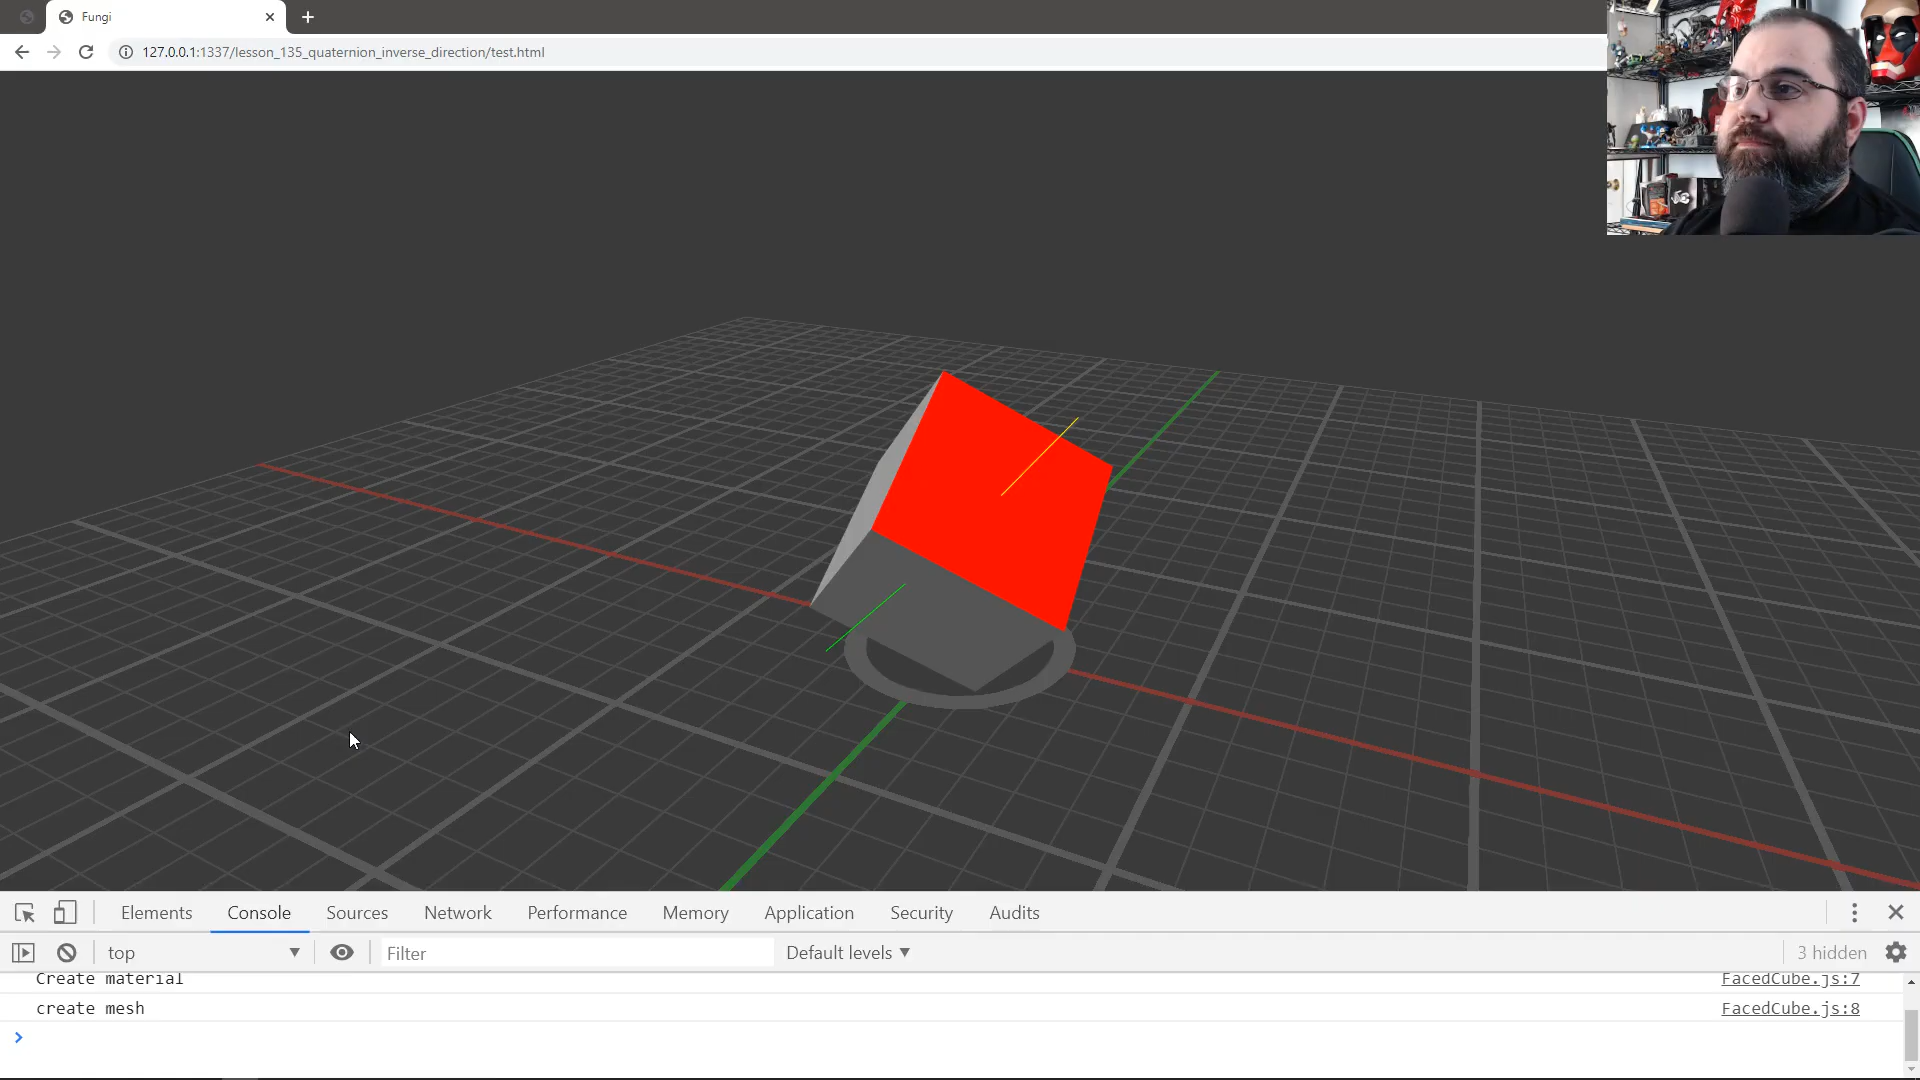 Fungi
127.0.0.1:1337/lesson_135_quaternion_inverse_direction/test.html
Elements Console Sources Network Performance Memory Application Security Audits
top Filter Default levels 3 hidden
Create material FacedCube.js:7
create mesh FacedCube.js:8